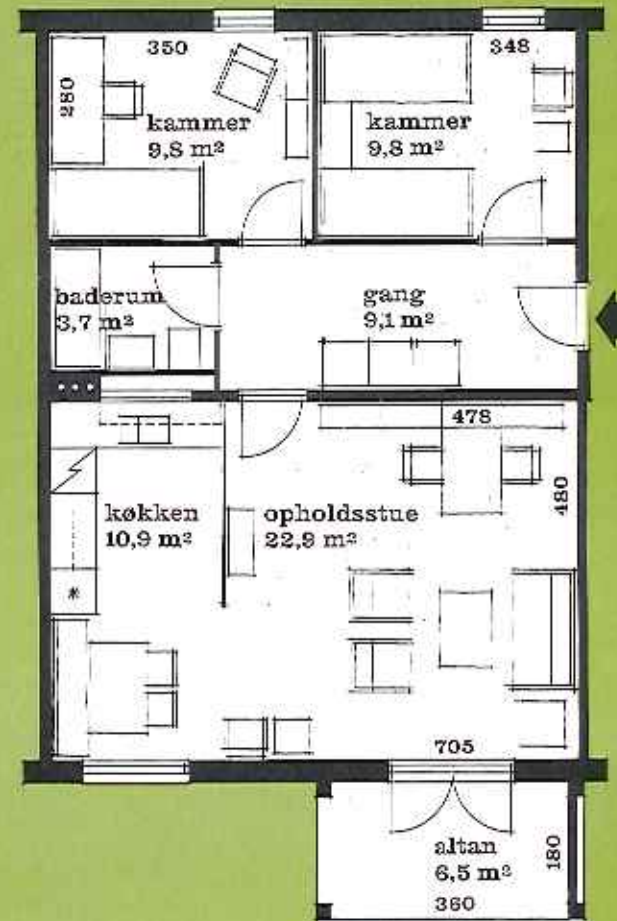 350
280
kammer
9,8 m²
348
kammer
9,8 m²
baderum
3,7 m²
gang
9,1 m²
478
480
køkken
10,9 m²
opholdsstue
22,9 m²
*
705
altan
6,5 m²
180
360